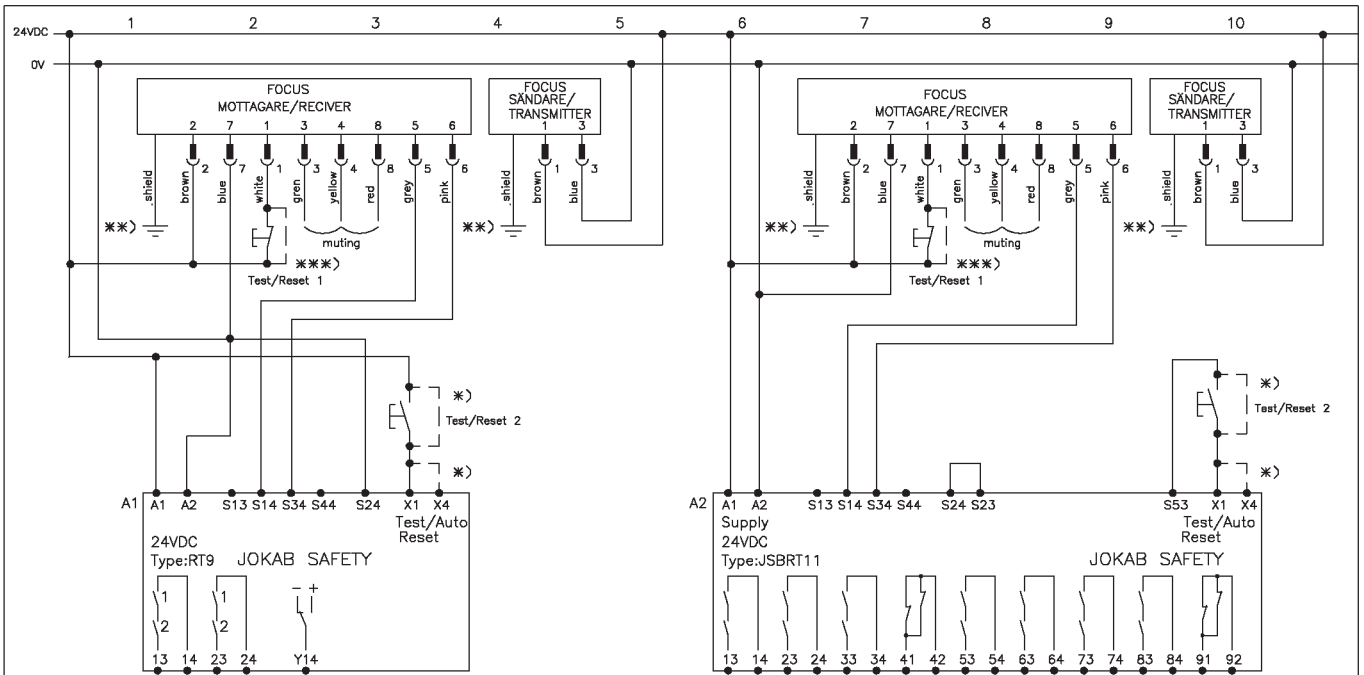 1 2 3 4 5 6 7 8 9 10
24VDC
0V
FOCUS
MOTTAGARE/RECIVER
2 7 1 3 4 8 5 6
FOCUS
SÄNDARE/
TRANSMITTER
1 3
FOCUS
MOTTAGARE/RECIVER
2 7 1 3 4 8 5 6
FOCUS
SÄNDARE/
TRANSMITTER
1 3
2 7 1 3 4 8 5 6
1 3
2 7 1 3 4 8 5 6
1 3
.shield brown blue white gren yellow red grey pink
.shield brown blue
.shield brown blue white gren yellow red grey pink
.shield brown blue
**)
muting
**)
**)
muting
**)
***)
Test/Reset 1
***)
Test/Reset 1
*)
Test/Reset 2
*)
*)
Test/Reset 2
*)
A1
A1 A2 S13 S14 S34 S44 S24 X1 X4
Test/Auto
Reset
24VDC
Type:RT9 JOKAB SAFETY
1 1 - +
2 2
13 14 23 24 Y14
A2
A1 A2 S13 S14 S34 S44 S24 S23 S53 X1 X4
Supply
Test/Auto
Reset
24VDC
Type:JSBRT11 JOKAB SAFETY
13 14 23 24 33 34 41 42 53 54 63 64 73 74 83 84 91 92